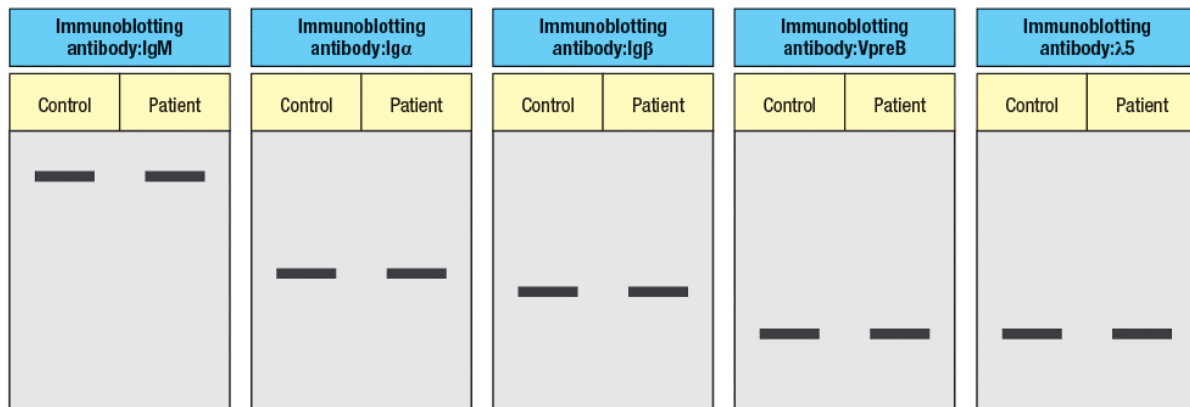 Immunoblotting
antibody:IgM
Immunoblotting
antibody:Igα
Immunoblotting
antibody:Igβ
Immunoblotting
antibody:VpreB
Immunoblotting
antibody:λ5
Control Patient
Control Patient
Control Patient
Control Patient
Control Patient